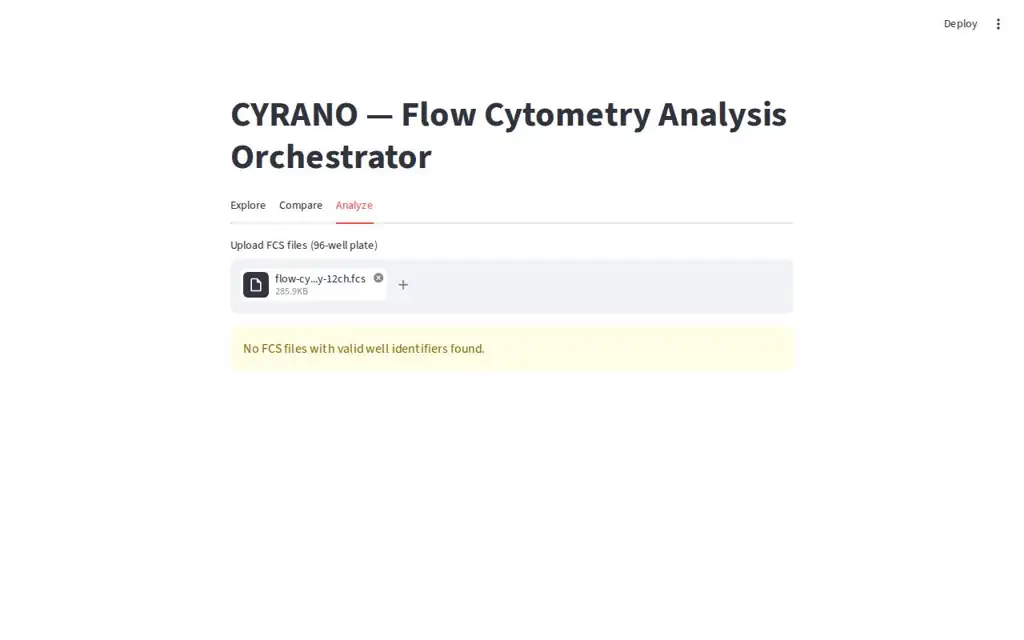 Deploy
CYRANO — Flow Cytometry Analysis
Orchestrator
Explore Compare Analyze
Upload FCS files (96-well plate)
flow-cy...y-12ch.fcs
285.9KB
No FCS files with valid well identifiers found.